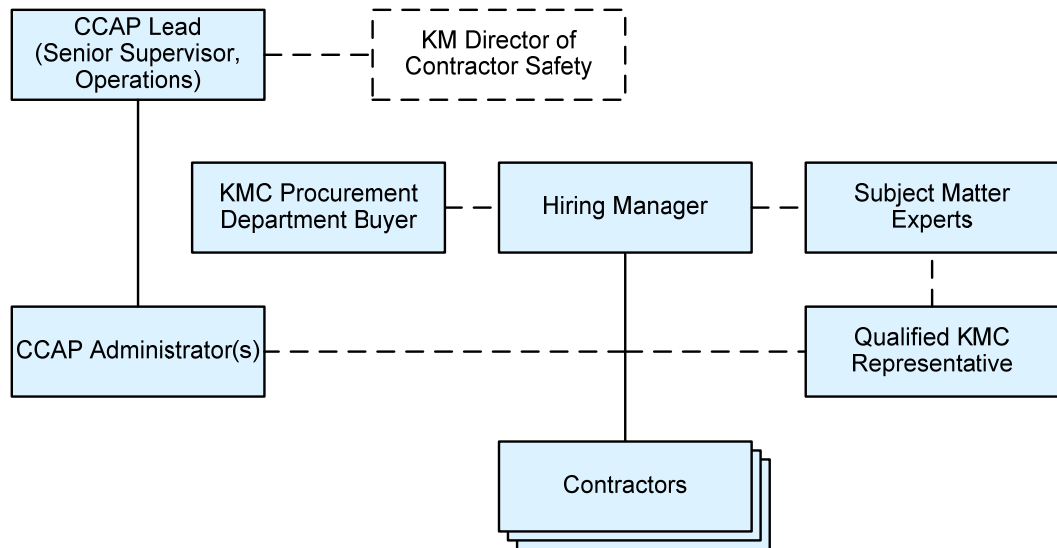 CCAP Lead
(Senior Supervisor,
Operations)
KM Director of
Contractor Safety
KMC Procurement
Department Buyer
Hiring Manager
Subject Matter
Experts
CCAP Administrator(s)
Qualified KMC
Representative
Contractors